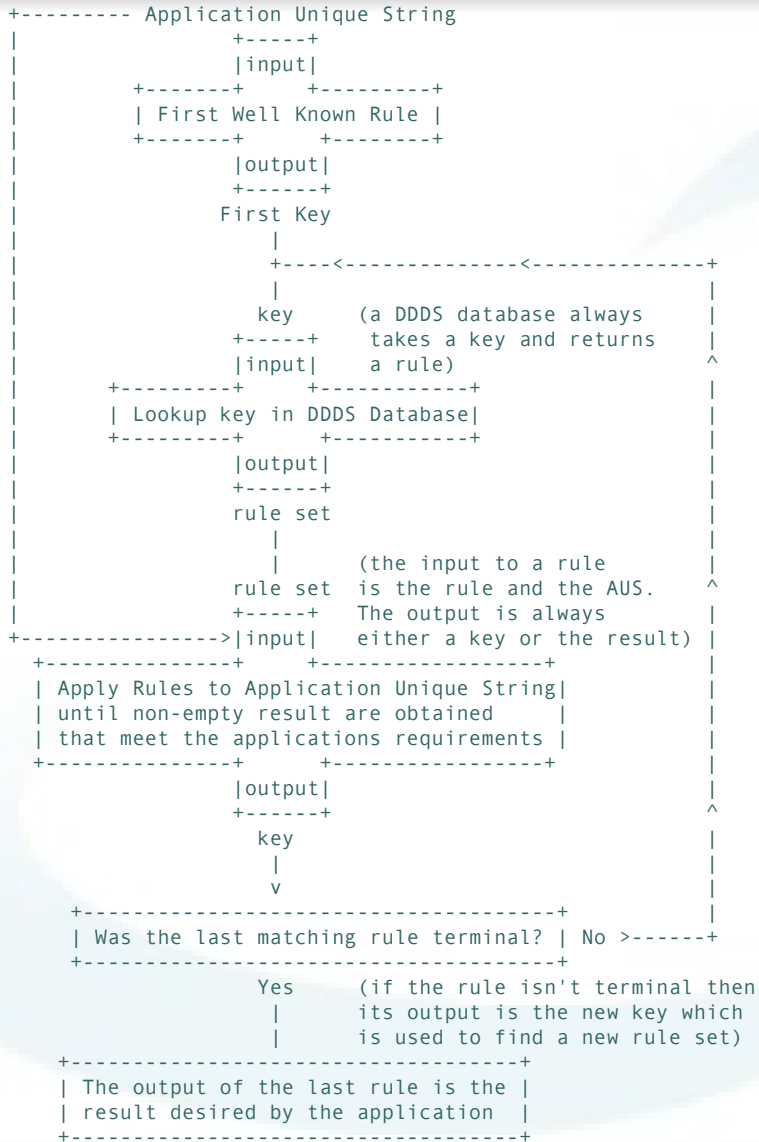 +--------- Application Unique String
|                  +-----+
|                  |input|
|          +-------+     +---------+
|          | First Well Known Rule |
|          +-------+      +--------+
|                  |output|
|                  +------+
|                 First Key
|                     |
|                     +----<--------------<--------------+
|                     |                                  |
|                    key     (a DDDS database always     |
|                  +-----+    takes a key and returns    |
|                  |input|    a rule)                    ^
|        +---------+     +------------+                  |
|        | Lookup key in DDDS Database|                  |
|        +---------+      +-----------+                  |
|                  |output|                              |
|                  +------+                              |
|                  rule set                              |
|                     |                                  |
|                     |      (the input to a rule        |
|                  rule set  is the rule and the AUS.    ^
|                  +-----+   The output is always        |
+---------------->|input|   either a key or the result) |
  +---------------+     +------------------+             |
  | Apply Rules to Application Unique String|            |
  | until non-empty result are obtained     |            |
  | that meet the applications requirements |            |
  +---------------+      +-----------------+             |
                  |output|                               |
                  +------+                               ^
                    key                                  |
                     |                                   |
                     v                                   |
     +--------------------------------------+            |
     | Was the last matching rule terminal? | No >------+
     +--------------------------------------+
                    Yes     (if the rule isn't terminal then
                     |      its output is the new key which
                     |      is used to find a new rule set)
    +------------------------------------+
    | The output of the last rule is the |
    | result desired by the application  |
    +------------------------------------+